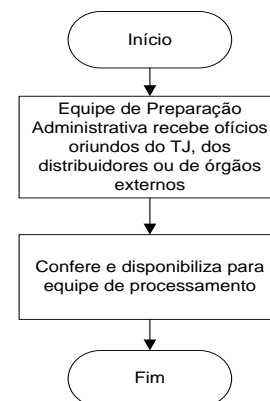 Início
Equipe de Preparação
Administrativa recebe ofícios
oriundos do TJ, dos
distribuidores ou de órgãos
externos
Confere e disponibiliza para
equipe de processamento
Fim